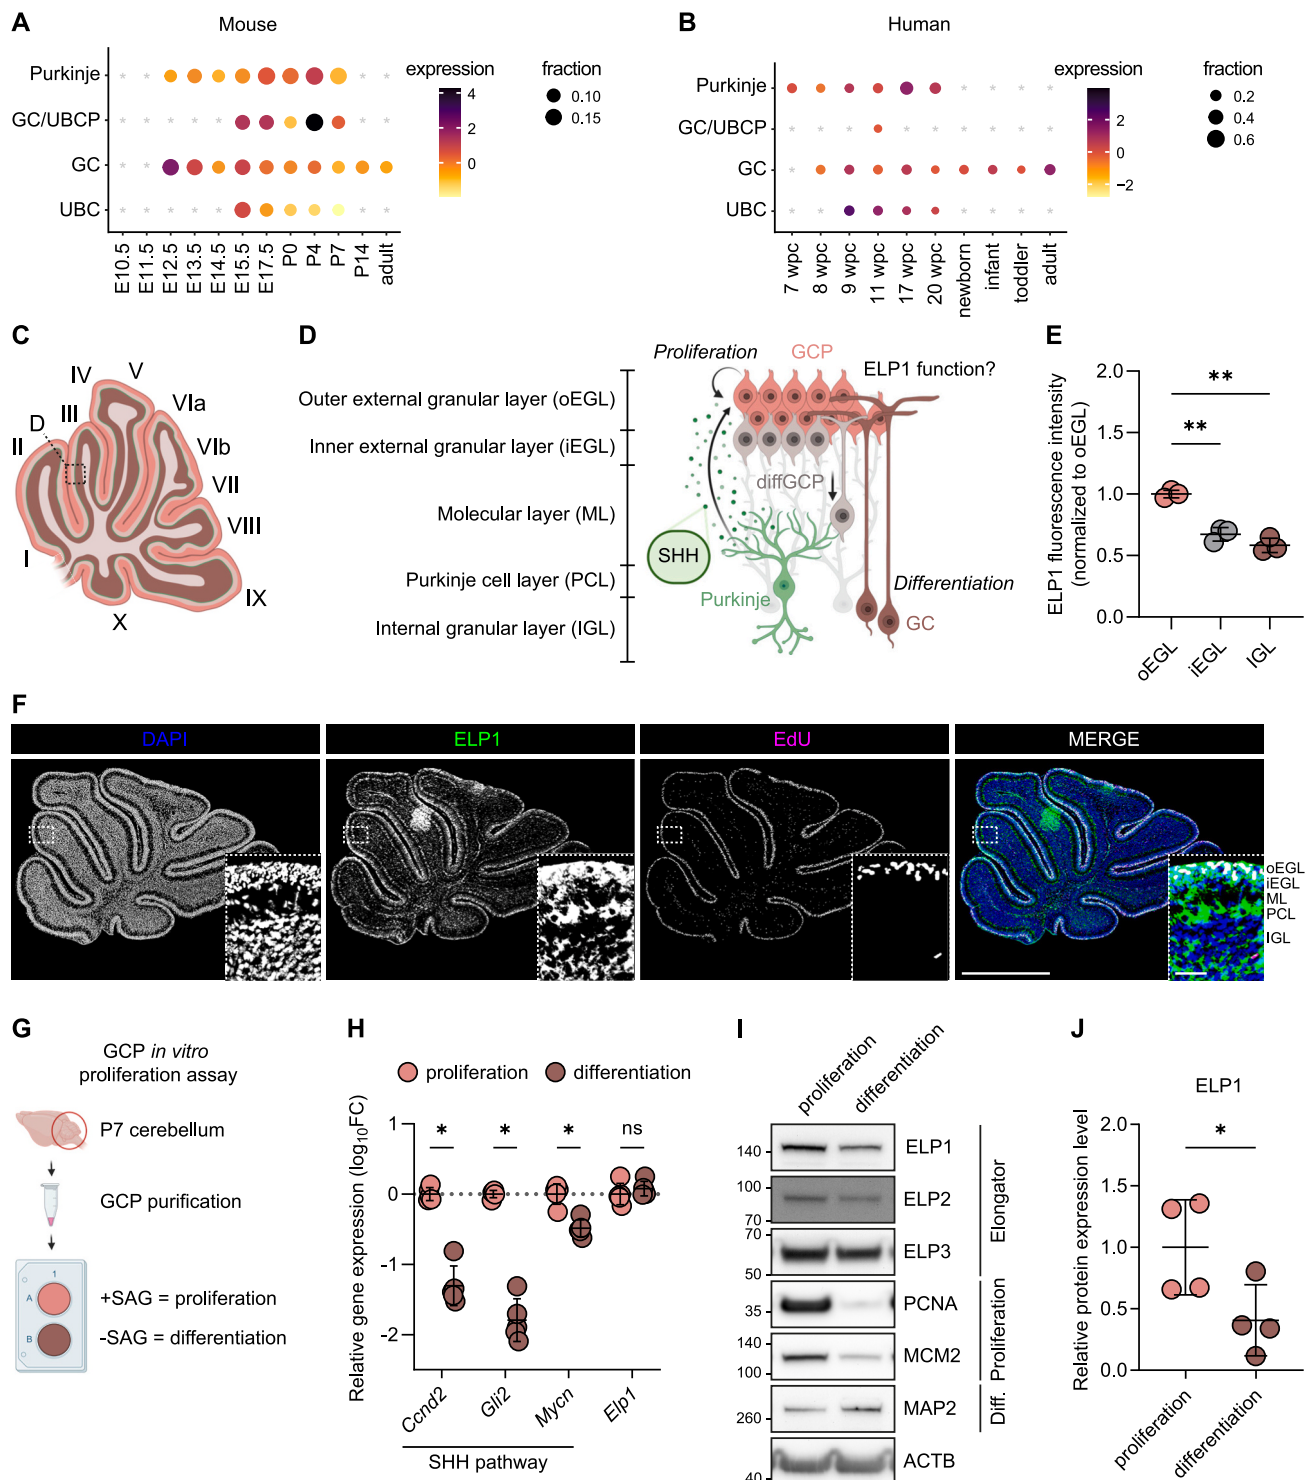 A
Mouse
Purkinje
GC/UBCP
GC
UBC
* * * * * * * * * * * * * * * * * * *
E10.5
E11.5
E12.5
E13.5
E14.5
E15.5
E17.5
P0
P4
P7
P14
adult
expression
4
2
0
fraction
0.10
0.15
B
Human
Purkinje
GC/UBCP
GC
UBC
7 wpc
8 wpc
9 wpc
11 wpc
17 wpc
20 wpc
newborn
infant
toddler
adult
expression
2
0
−2
fraction
0.2
0.4
0.6
C
I
II
III
IV
V
VIa
VIb
VII
VIII
IX
X
D
D
Outer external granular layer (oEGL)
Inner external granular layer (iEGL)
Molecular layer (ML)
Purkinje cell layer (PCL)
Internal granular layer (IGL)
Proliferation
GCP
ELP1 function?
diffGCP
SHH
Purkinje
Differentiation
GC
E
ELP1 fluorescence intensity
(normalized to oEGL)
2.0
1.5
1.0
0.5
0.0
**
**
oEGL
iEGL
IGL
F
DAPI
ELP1
EdU
MERGE
oEGL
iEGL
ML
PCL
IGL
G
GCP in vitro
proliferation assay
P7 cerebellum
GCP purification
1
A
B
+SAG = proliferation
-SAG = differentiation
H
proliferation
differentiation
Relative gene expression (log10FC)
1
0
-1
-2
* * * ns
Ccnd2
Gli2
Mycn
Elp1
SHH pathway
I
proliferation
differentiation
140
ELP1
100
70
ELP2
70
50
ELP3
35
PCNA
140
100
MCM2
260
MAP2
40
ACTB
Elongator
Proliferation
Diff.
J
ELP1
Relative protein expression level
2.0
1.5
1.0
0.5
0.0
*
proliferation
differentiation